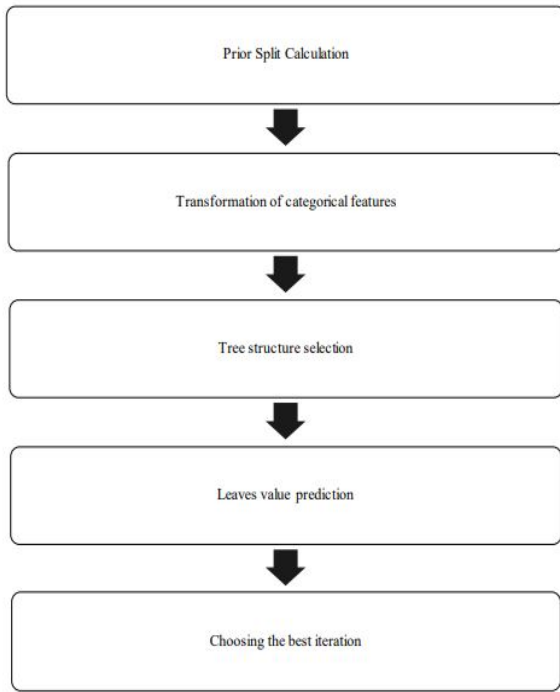 Prior Split Calculation
Transformation of categorical features
Tree structure selection
Leaves value prediction
Choosing the best iteration